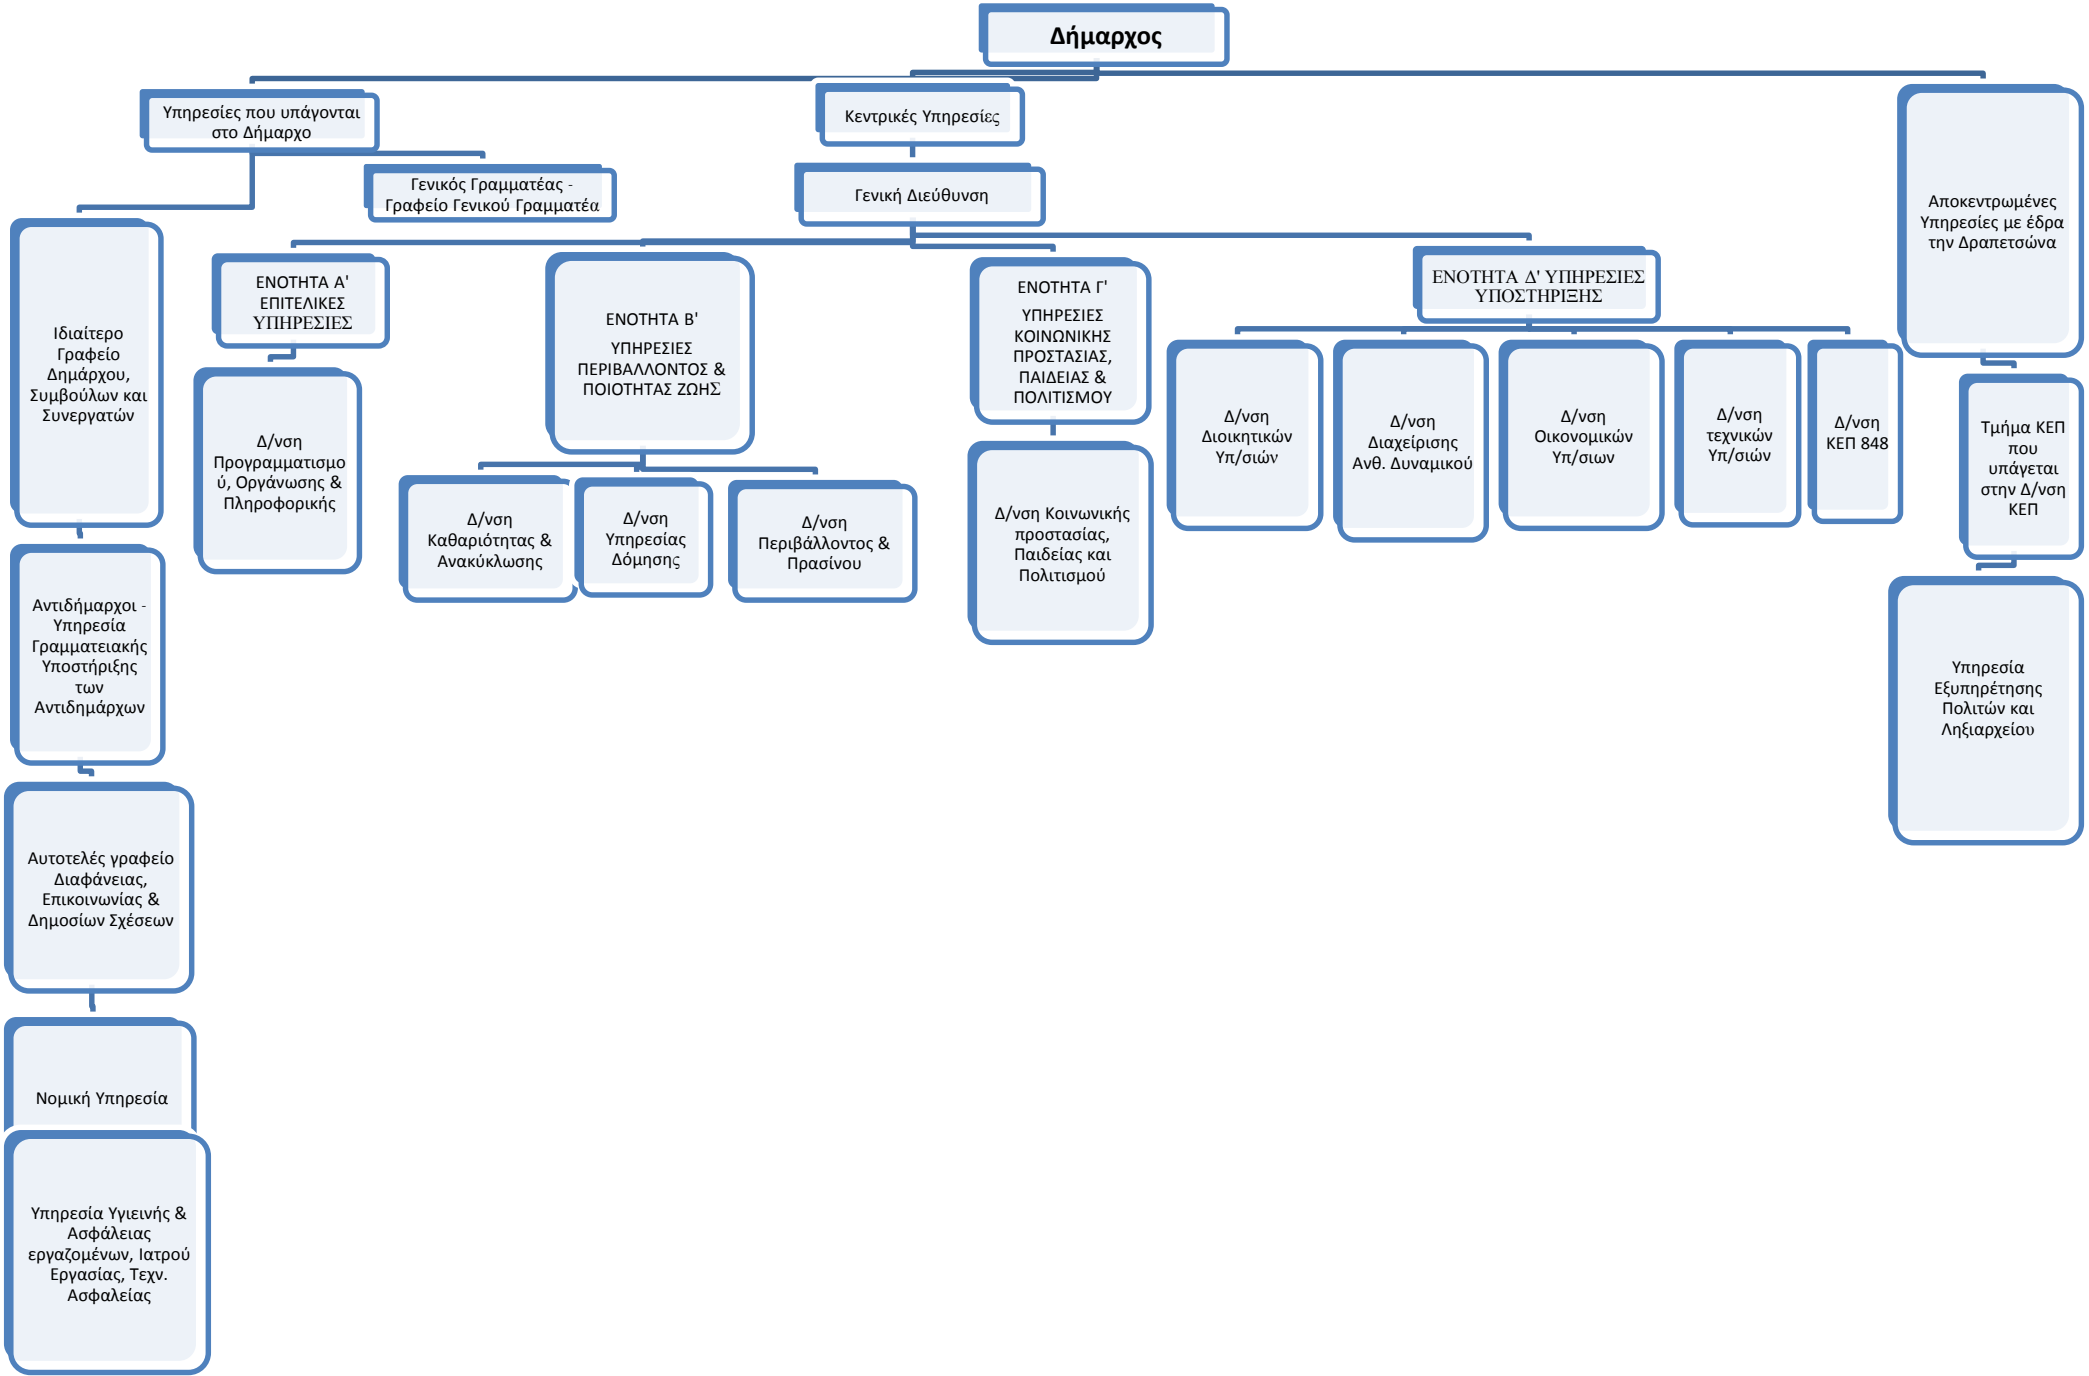 Δήμαρχος
Υπηρεσίες που υπάγονται
στο Δήμαρχο
Γενικός Γραμματέας -
Γραφείο Γενικού Γραμματέα
Ιδιαίτερο
Γραφείο
Δημάρχου,
Συμβούλων και
Συνεργατών
Αντιδήμαρχοι -
Υπηρεσία
Γραμματειακής
Υποστήριξης
των
Αντιδημάρχων
Αυτοτελές γραφείο
Διαφάνειας,
Επικοινωνίας &
Δημοσίων Σχέσεων
Νομική Υπηρεσία
Υπηρεσία Υγιεινής &
Ασφάλειας
εργαζομένων, Ιατρού
Εργασίας, Τεχν.
Ασφαλείας
Κεντρικές Υπηρεσίες
Γενική Διεύθυνση
ΕΝΟΤΗΤΑ Α'
ΕΠΙΤΕΛΙΚΕΣ
ΥΠΗΡΕΣΙΕΣ
Δ/νση
Προγραμματισμο
ύ, Οργάνωσης &
Πληροφορικής
ΕΝΟΤΗΤΑ Β'
ΥΠΗΡΕΣΙΕΣ
ΠΕΡΙΒΑΛΛΟΝΤΟΣ &
ΠΟΙΟΤΗΤΑΣ ΖΩΗΣ
Δ/νση
Καθαριότητας &
Ανακύκλωσης
Δ/νση
Υπηρεσίας
Δόμησης
Δ/νση
Περιβάλλοντος &
Πρασίνου
ΕΝΟΤΗΤΑ Γ'
ΥΠΗΡΕΣΙΕΣ
ΚΟΙΝΩΝΙΚΗΣ
ΠΡΟΣΤΑΣΙΑΣ,
ΠΑΙΔΕΙΑΣ &
ΠΟΛΙΤΙΣΜΟΥ
Δ/νση Κοινωνικής
προστασίας,
Παιδείας και
Πολιτισμού
ΕΝΟΤΗΤΑ Δ' ΥΠΗΡΕΣΙΕΣ
ΥΠΟΣΤΗΡΙΞΗΣ
Δ/νση
Διοικητικών
Υπ/σιών
Δ/νση
Διαχείρισης
Ανθ. Δυναμικού
Δ/νση
Οικονομικών
Υπ/σιων
Δ/νση
τεχνικών
Υπ/σιών
Δ/νση
ΚΕΠ 848
Αποκεντρωμένες
Υπηρεσίες με έδρα
την Δραπετσώνα
Τμήμα ΚΕΠ
που
υπάγεται
στην Δ/νση
ΚΕΠ
Υπηρεσία
Εξυπηρέτησης
Πολιτών και
Ληξιαρχείου